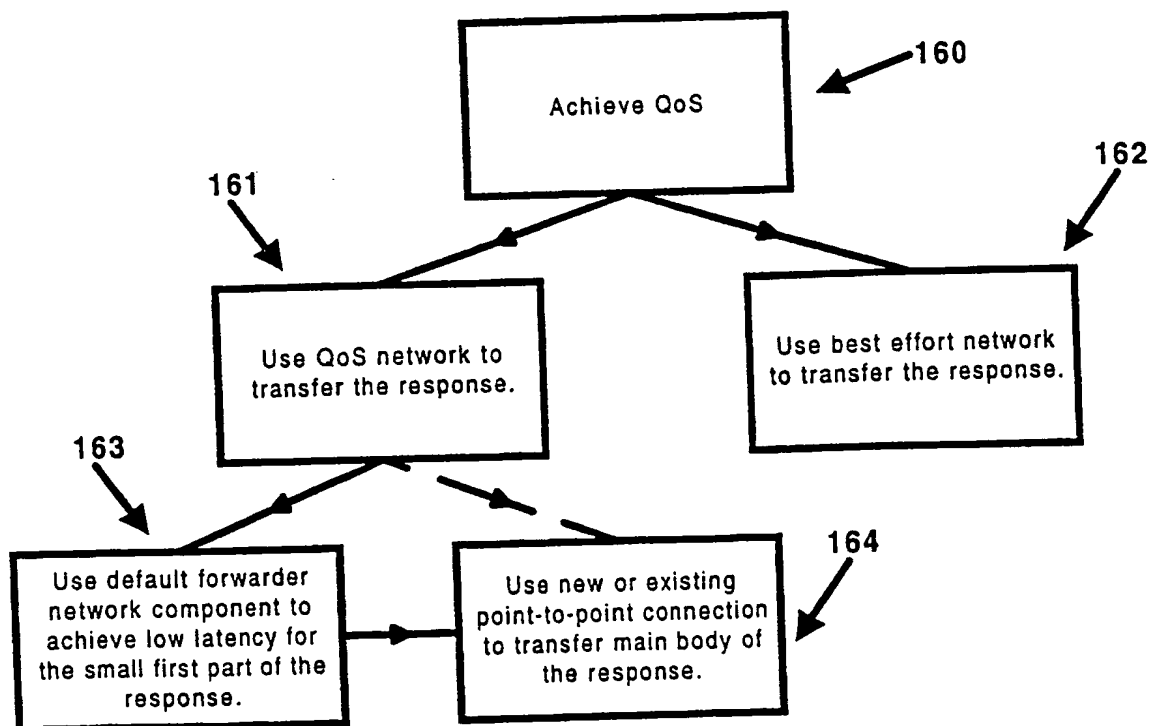 160
Achieve QoS
162
161
Use QoS network to
transfer the response.
Use best effort network
to transfer the response.
163
164
Use default forwarder
network component to
achieve low latency for
the small first part of the
response.
Use new or existing
point-to-point connection
to transfer main body of
the response.